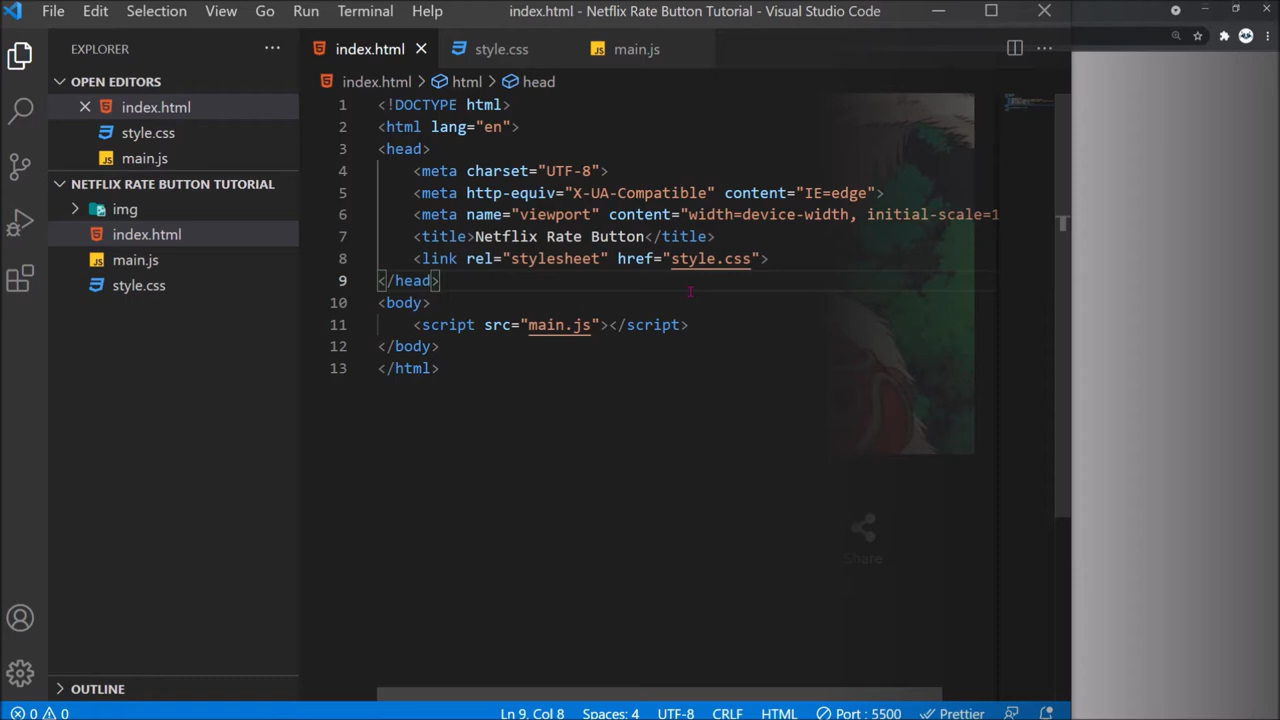 File Edit Selection View Go Run Terminal Help index.html - Netflix Rate Button Tutorial - Visual Studio Code
EXPLORER
OPEN EDITORS
index.html
style.css
main.js
NETFLIX RATE BUTTON TUTORIAL
img
index.html
main.js
style.css
OUTLINE
index.html style.css main.js
index.html html head
1 <!DOCTYPE html>
2 <html lang="en">
3 <head>
4 <meta charset="UTF-8">
5 <meta http-equiv="X-UA-Compatible" content="IE=edge">
6 <meta name="viewport" content="width=device-width, initial-scale=1
7 <title>Netflix Rate Button</title>
8 <link rel="stylesheet" href="style.css">
9 </head>
10 <body>
11 <script src="main.js"></script>
12 </body>
13 </html>
Share
0 0 Ln 9, Col 8 Spaces: 4 UTF-8 CRLF HTML Port : 5500 Prettier